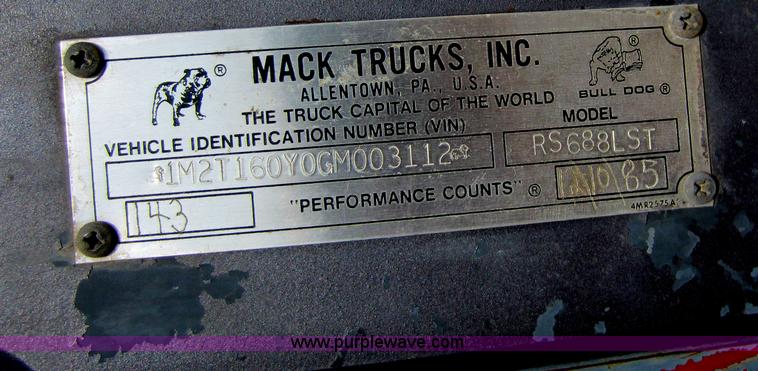 MACK TRUCKS, INC.
ALLENTOWN, PA., U.S.A.
THE TRUCK CAPITAL OF THE WORLD
BULL DOG ®
VEHICLE IDENTIFICATION NUMBER (VIN)
MODEL
1M2T160Y0GM003112
RS688LST
143
"PERFORMANCE COUNTS" ®
85
4MR2575A
www.purplewave.com